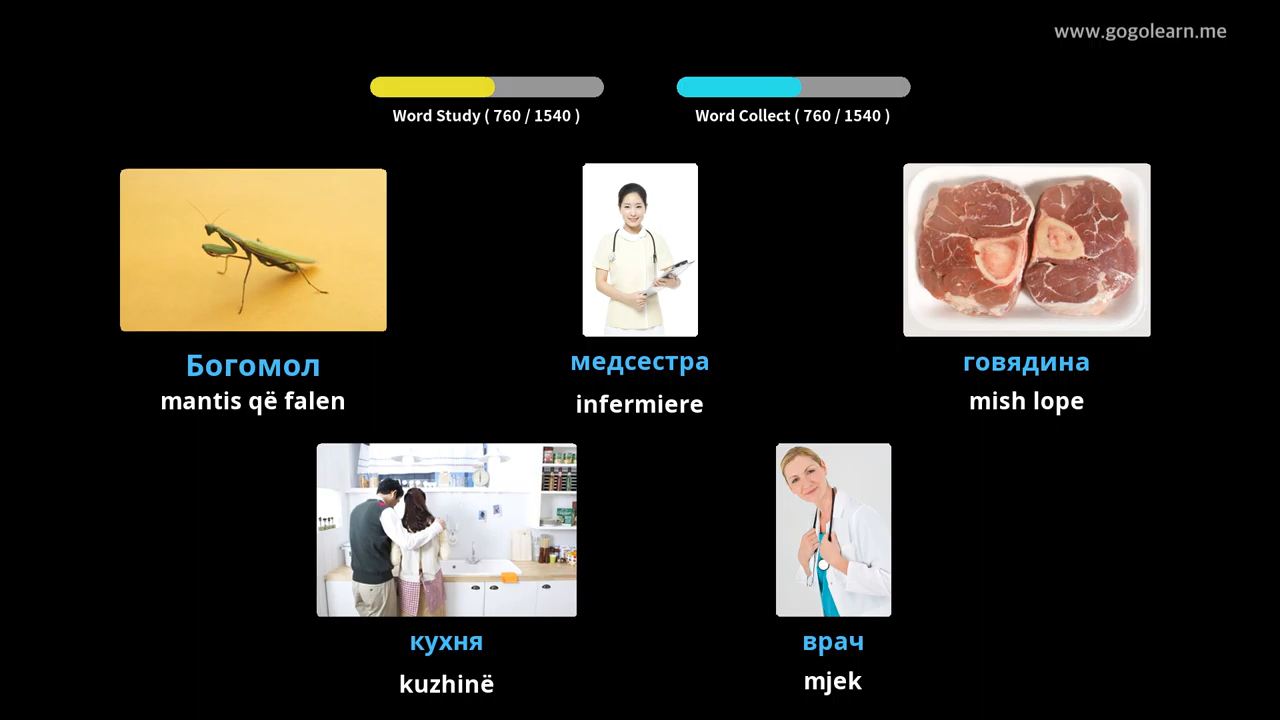 www.gogolearn.me
Word Study ( 760 / 1540 )
Word Collect ( 760 / 1540 )
Богомол
mantis që falen
медсестра
infermiere
говядина
mish lope
кухня
kuzhinë
врач
mjek